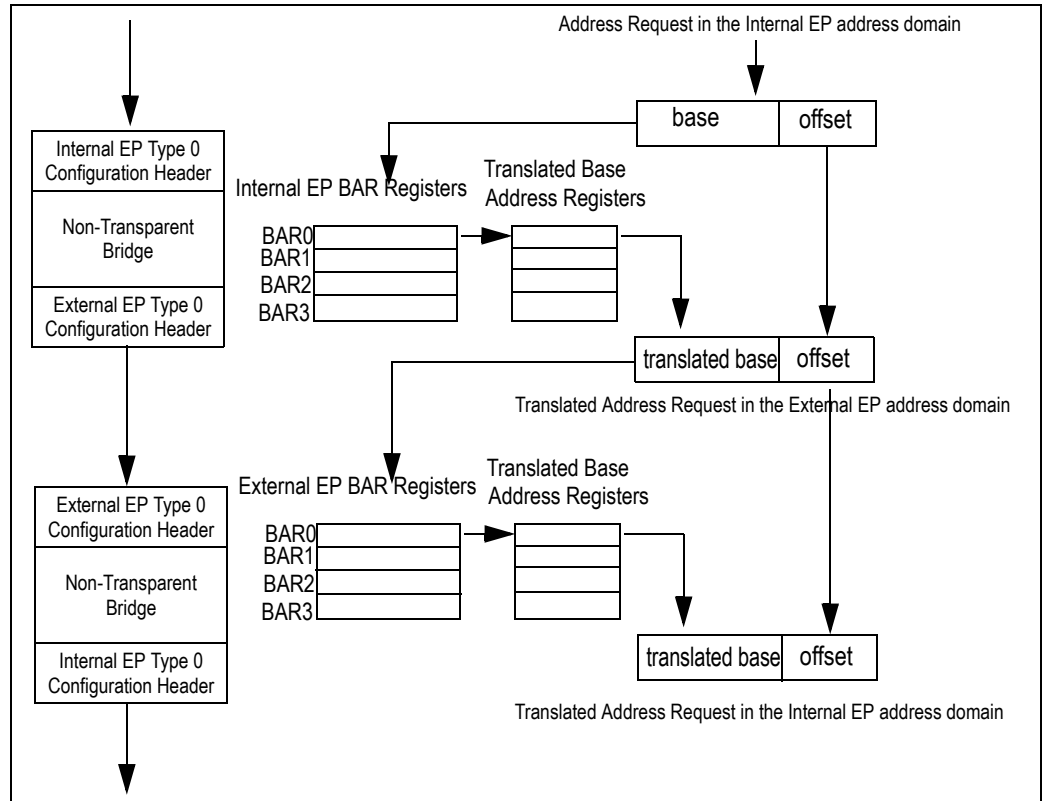 Address Request in the Internal EP address domain
base
offset
Internal EP Type 0
Configuration Header
Non-Transparent
Bridge
External EP Type 0
Configuration Header
Internal EP BAR Registers
Translated Base
Address Registers
BAR0
BAR1
BAR2
BAR3
translated base
offset
Translated Address Request in the External EP address domain
External EP Type 0
Configuration Header
Non-Transparent
Bridge
Internal EP Type 0
Configuration Header
External EP BAR Registers
Translated Base
Address Registers
BAR0
BAR1
BAR2
BAR3
translated base
offset
Translated Address Request in the Internal EP address domain